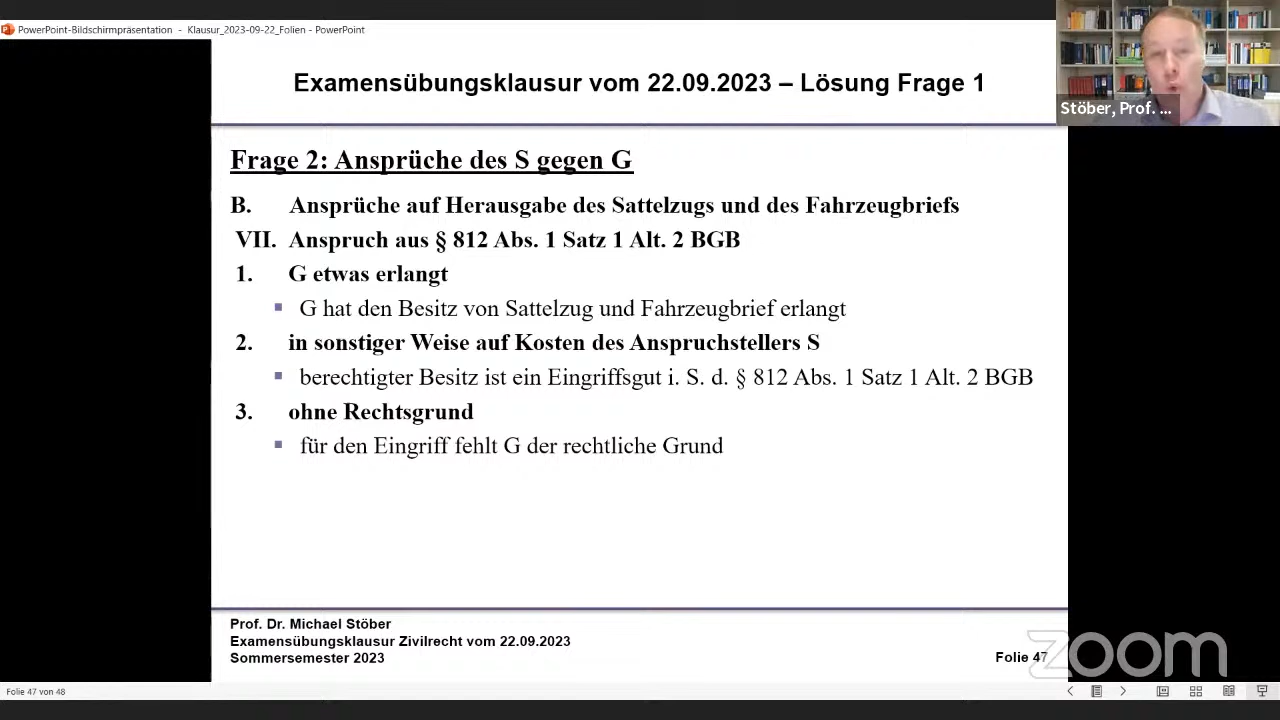 PowerPoint-Bildschirmpräsentation - Klausur_2023-09-22_Folien - PowerPoint
Stöber, Prof. ...
Examensübungsklausur vom 22.09.2023 – Lösung Frage 1
Frage 2: Ansprüche des S gegen G
B. Ansprüche auf Herausgabe des Sattelzugs und des Fahrzeugbriefs
VII. Anspruch aus § 812 Abs. 1 Satz 1 Alt. 2 BGB
1. G etwas erlangt
▪ G hat den Besitz von Sattelzug und Fahrzeugbrief erlangt
2. in sonstiger Weise auf Kosten des Anspruchstellers S
▪ berechtigter Besitz ist ein Eingriffsgut i. S. d. § 812 Abs. 1 Satz 1 Alt. 2 BGB
3. ohne Rechtsgrund
▪ für den Eingriff fehlt G der rechtliche Grund
Prof. Dr. Michael Stöber
Examensübungsklausur Zivilrecht vom 22.09.2023
Sommersemester 2023
Folie 47
zoom
Folie 47 von 48